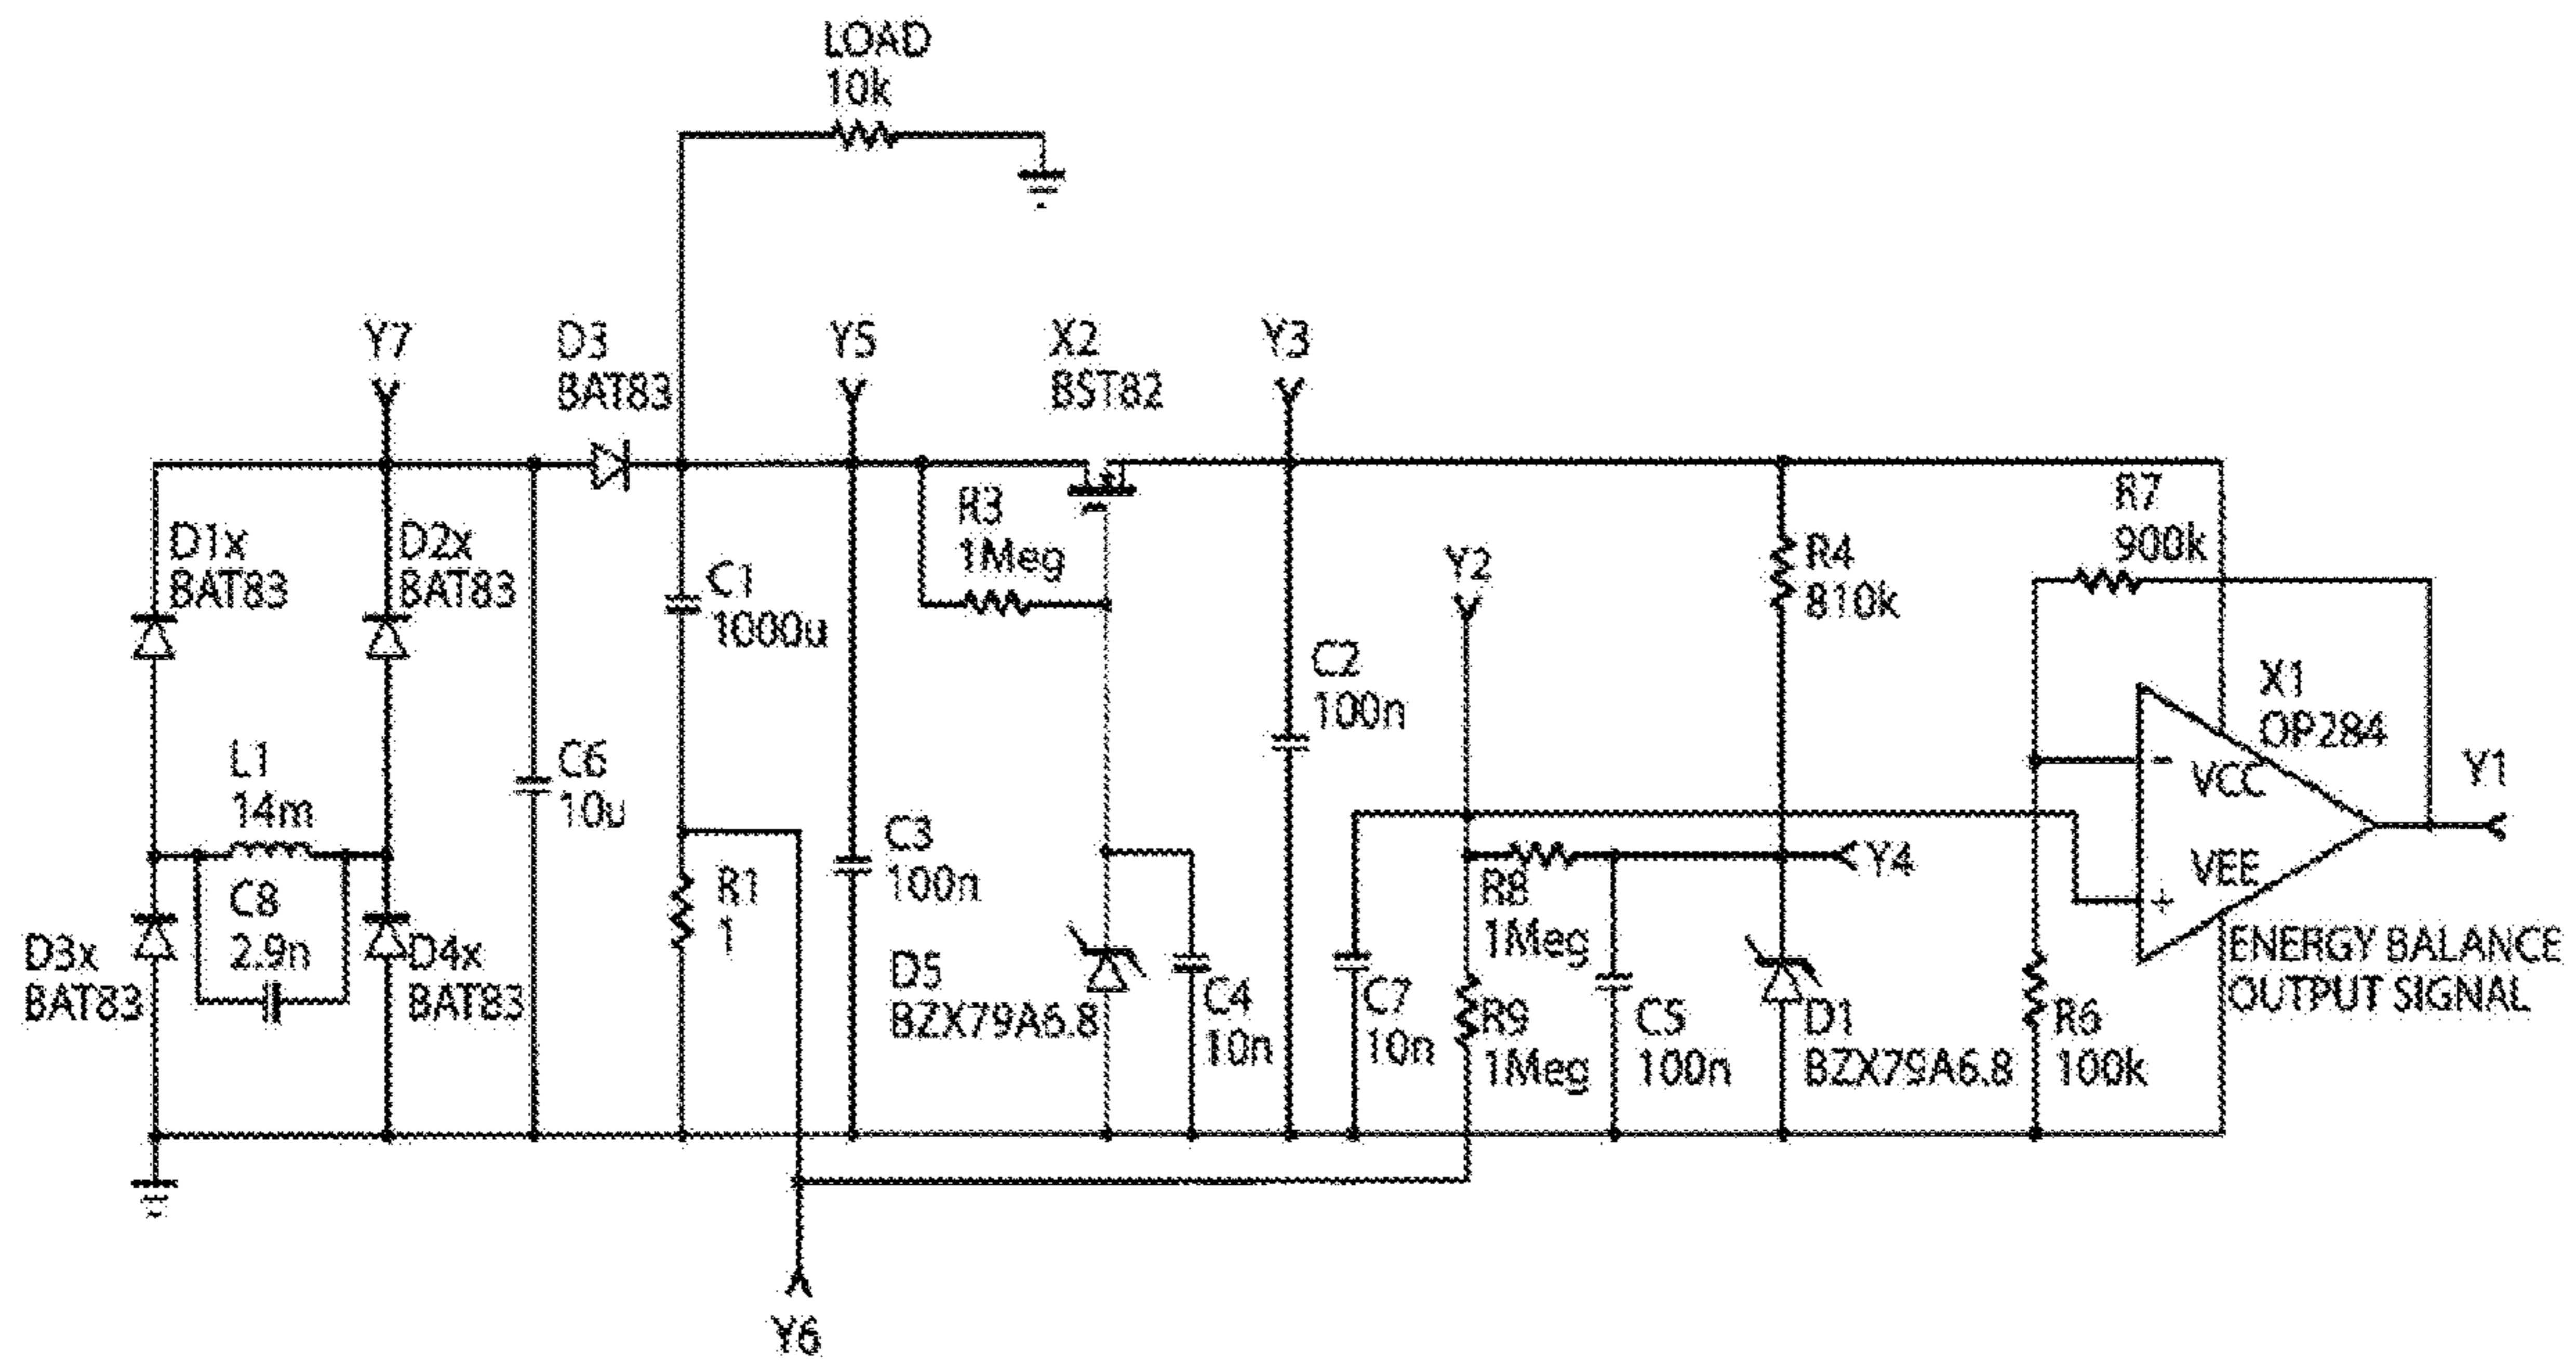 LOAD
10k
Y7
D3
BAT83
Y5
X2
BST82
Y3
D1x
BAT83
D2x
BAT83
C1
1000u
R3
1Meg
Y2
R4
810k
R7
900k
C2
100n
X1
OP284
L1
14m
C6
10u
C8
2.9n
D3x
BAT83
D4x
BAT83
R1
1
C3
100n
D5
BZX79A6.8
C4
10n
C7
10n
R8
1Meg
R9
1Meg
Y4
C5
100n
D1
BZX79A6.8
R6
100k
-
VCC
VEE
+
Y1
ENERGY BALANCE
OUTPUT SIGNAL
Y6